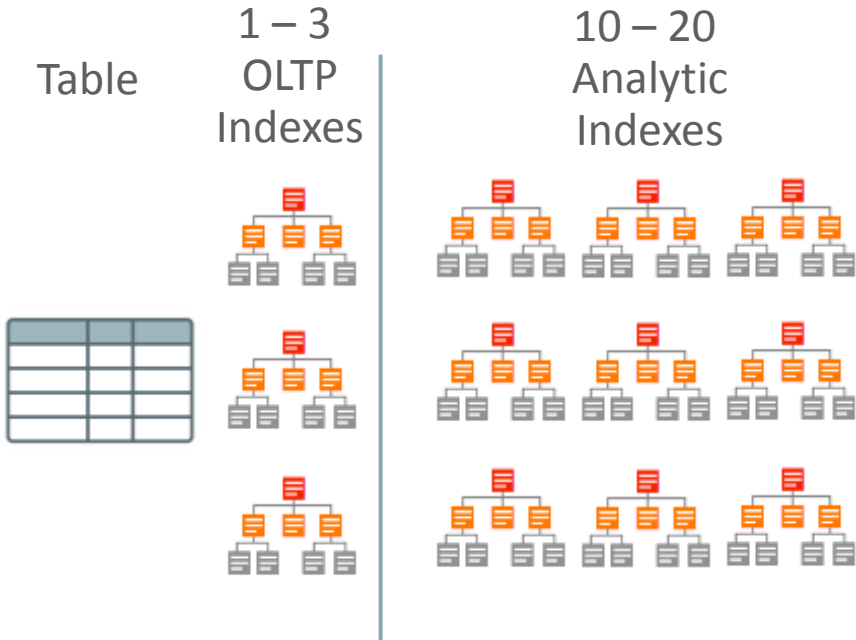 Table
1 – 3
OLTP
Indexes
10 – 20
Analytic
Indexes